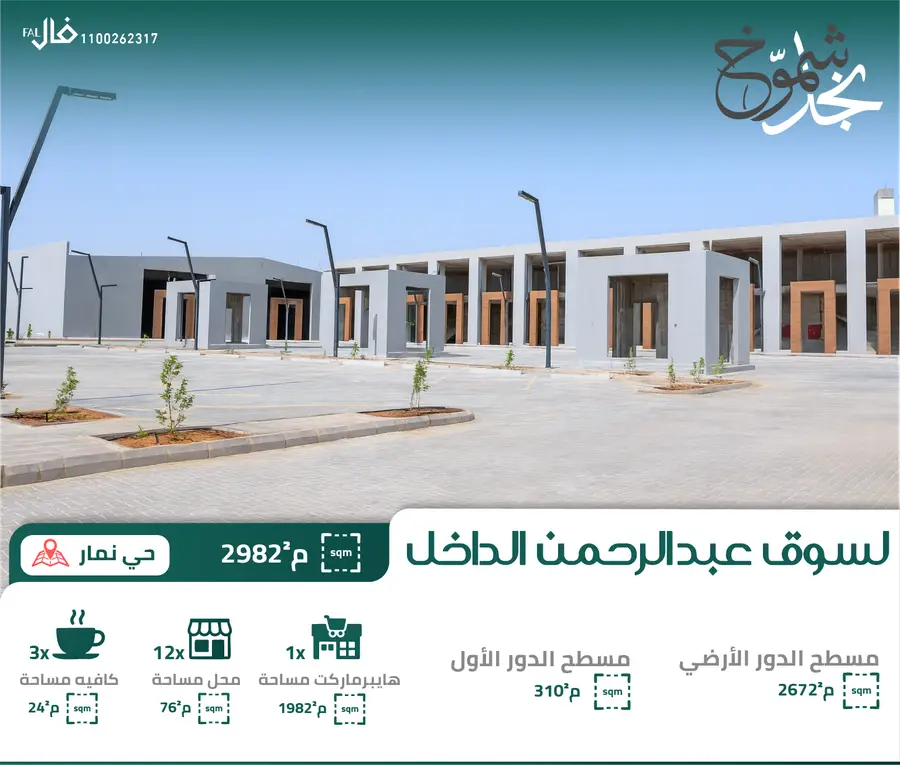 FAL فال 1100262317
شموخ نجد
لسوق عبدالرحمن الداخل
sqm 2982م²
حي نمار
مسطح الدور الأرضي
sqm 2672م²
مسطح الدور الأول
sqm 310م²
1x
هايبرماركت مساحة
sqm 1982م²
12x
محل مساحة
sqm 76م²
3x
كافيه مساحة
sqm 24م²